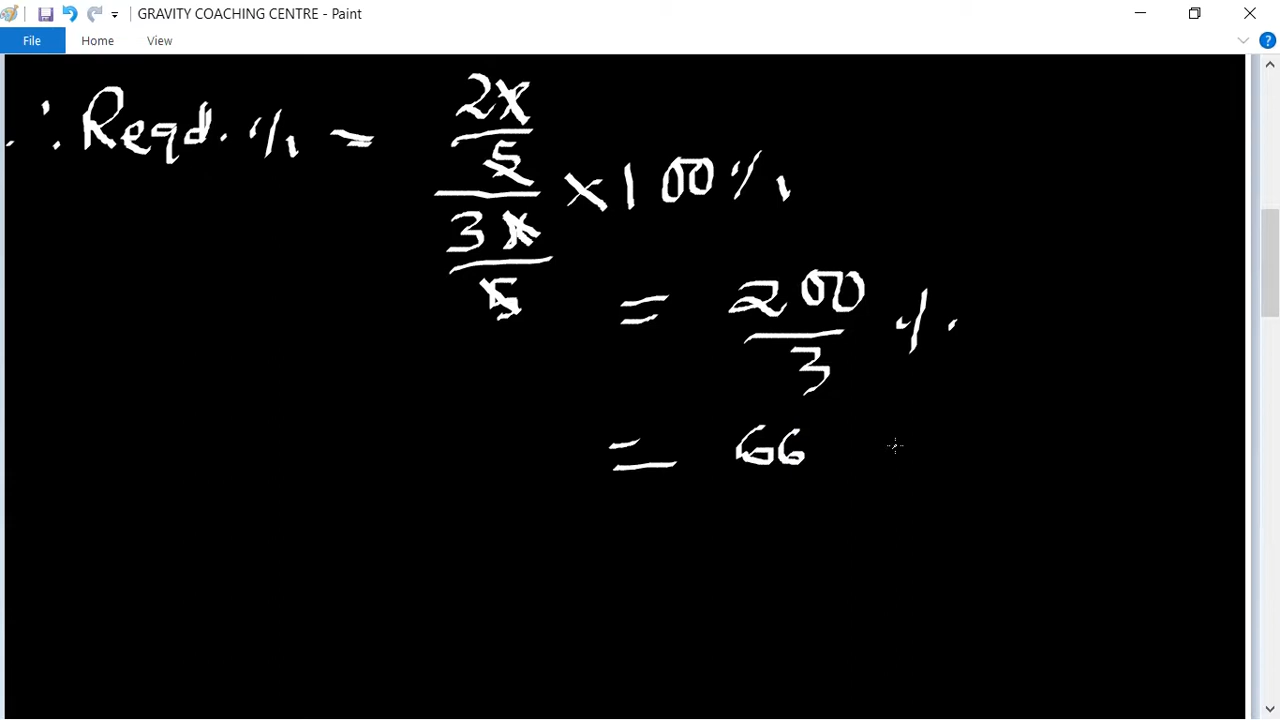 GRAVITY COACHING CENTRE - Paint
File Home View
∴ Reqd. % = 2x/5 / 3x/5 × 100 %
= 200/3 %
= 66